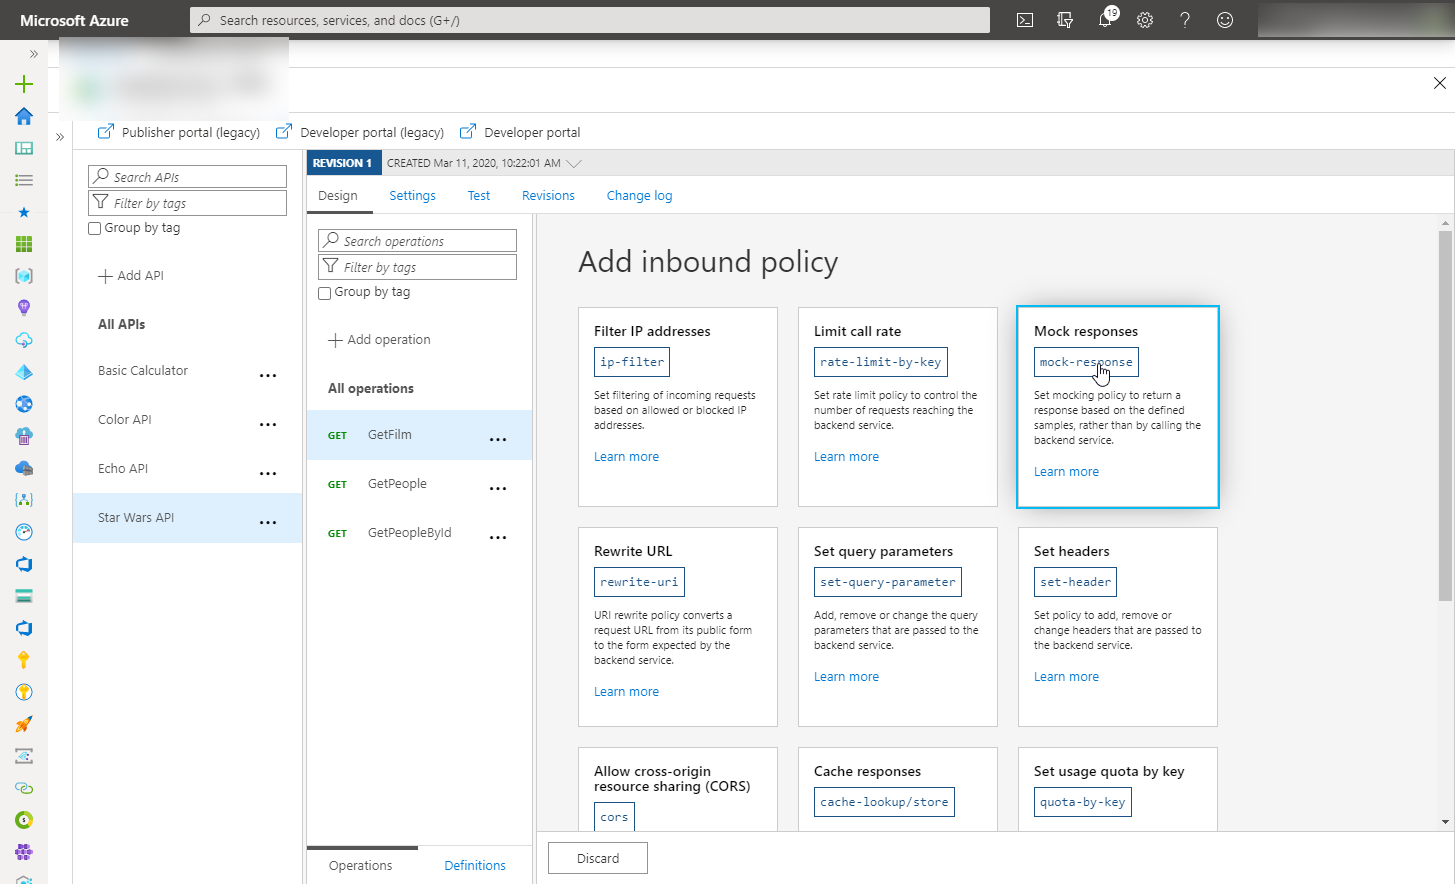 Microsoft Azure
Search resources, services, and docs (G+/)
19
Publisher portal (legacy)
Developer portal (legacy)
Developer portal
Search APIs
Filter by tags
Group by tag
Add API
All APIs
Basic Calculator
Color API
Echo API
Star Wars API
REVISION 1
CREATED Mar 11, 2020, 10:22:01 AM
Design
Settings
Test
Revisions
Change log
Search operations
Filter by tags
Group by tag
Add operation
All operations
GET GetFilm
GET GetPeople
GET GetPeopleById
Operations
Definitions
Add inbound policy
Filter IP addresses
ip-filter
Set filtering of incoming requests
based on allowed or blocked IP
addresses.
Learn more
Limit call rate
rate-limit-by-key
Set rate limit policy to control the
number of requests reaching the
backend service.
Learn more
Mock responses
mock-response
Set mocking policy to return a
response based on the defined
samples, rather than by calling the
backend service.
Learn more
Rewrite URL
rewrite-uri
URI rewrite policy converts a
request URL from its public form
to the form expected by the
backend service.
Learn more
Set query parameters
set-query-parameter
Add, remove or change the query
parameters that are passed to the
backend service.
Learn more
Set headers
set-header
Set policy to add, remove or
change headers that are passed to
the backend service.
Learn more
Allow cross-origin
resource sharing (CORS)
cors
Cache responses
cache-lookup/store
Set usage quota by key
quota-by-key
Discard